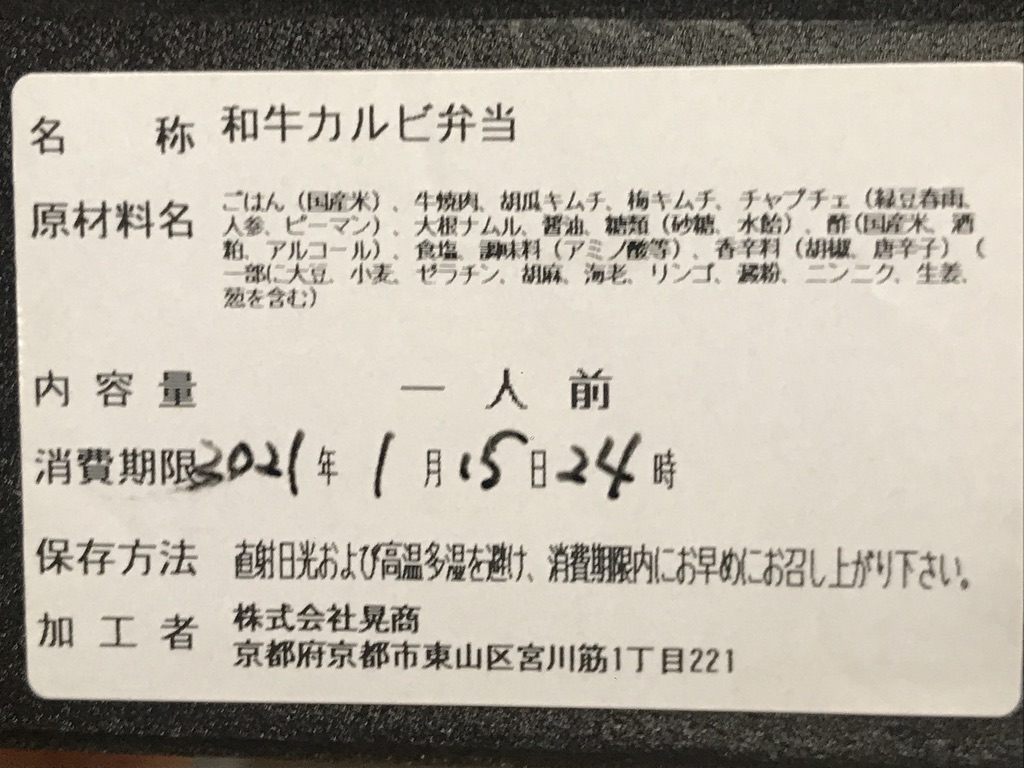 名称 和牛カルビ弁当
原材料名 ごはん（国産米）、牛焼肉、胡瓜キムチ、梅キムチ、チャプチェ（緑豆春雨、
人参、ピーマン）、大根ナムル、醤油、糖類（砂糖、水飴）、酢（国産米、酒
粕、アルコール）、食塩、調味料（アミノ酸等）、香辛料（胡椒、唐辛子）（
一部に大豆、小麦、ゼラチン、胡麻、海老、リンゴ、澱粉、ニンニク、生姜、
葱を含む）
内容量 一人前
消費期限 2021年1月15日24時
保存方法 直射日光および高温多湿を避け、消費期限内にお早めにお召し上がり下さい。
加工者 株式会社晃商
京都府京都市東山区宮川筋1丁目221